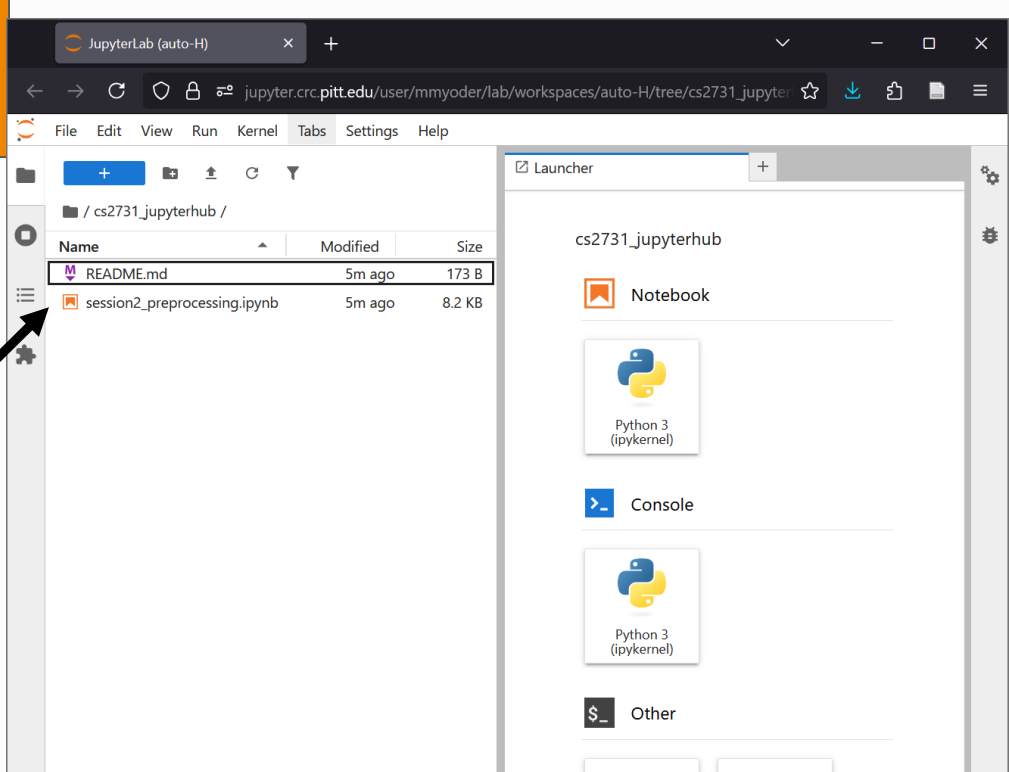 JupyterLab (auto-H)
jupyter.crc.pitt.edu/user/mmyoder/lab/workspaces/auto-H/tree/cs2731_jupyter
File Edit View Run Kernel Tabs Settings Help
/ cs2731_jupyterhub /
Name Modified Size
M README.md 5m ago 173 B
session2_preprocessing.ipynb 5m ago 8.2 KB
Launcher
cs2731_jupyterhub
Notebook
Python 3
(ipykernel)
Console
Python 3
(ipykernel)
$_ Other